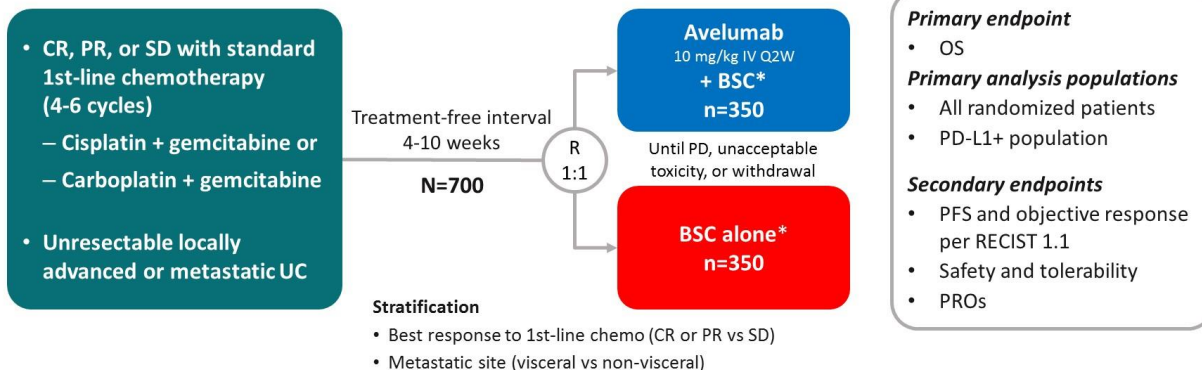 • CR, PR, or SD with standard
1st-line chemotherapy
(4-6 cycles)
– Cisplatin + gemcitabine or
– Carboplatin + gemcitabine
• Unresectable locally
advanced or metastatic UC
Treatment-free interval
4-10 weeks
N=700
R
1:1
Avelumab
10 mg/kg IV Q2W
+ BSC*
n=350
Until PD, unacceptable
toxicity, or withdrawal
BSC alone*
n=350
Stratification
• Best response to 1st-line chemo (CR or PR vs SD)
• Metastatic site (visceral vs non-visceral)
Primary endpoint
• OS
Primary analysis populations
• All randomized patients
• PD-L1+ population
Secondary endpoints
• PFS and objective response
per RECIST 1.1
• Safety and tolerability
• PROs